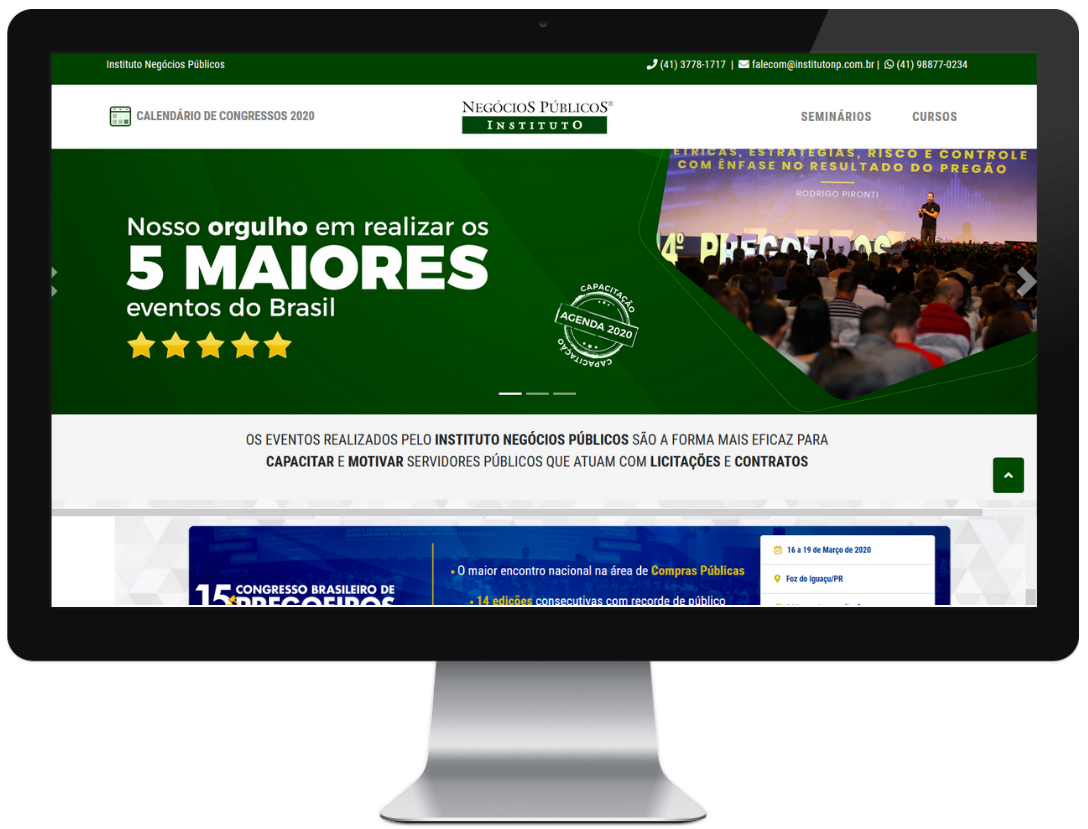 Instituto Negócios Públicos
(41) 3778-1717 | falecom@institutonp.com.br | (41) 98877-0234
CALENDÁRIO DE CONGRESSOS 2020
NEGÓCIOS PÚBLICOS®
INSTITUTO
SEMINÁRIOS
CURSOS
ESTRATÉGIAS, RISCO E CONTROLE
COM ÊNFASE NO RESULTADO DO PREGÃO
RODRIGO PIRONTI
4º PREGOEIROS
Nosso orgulho em realizar os
5 MAIORES
eventos do Brasil
CAPACITAÇÃO
AGENDA 2020
CAPACITAÇÃO
OS EVENTOS REALIZADOS PELO INSTITUTO NEGÓCIOS PÚBLICOS SÃO A FORMA MAIS EFICAZ PARA
CAPACITAR E MOTIVAR SERVIDORES PÚBLICOS QUE ATUAM COM LICITAÇÕES E CONTRATOS
15
CONGRESSO BRASILEIRO DE
PREGOEIROS
• O maior encontro nacional na área de Compras Públicas
• 14 edições consecutivas com recorde de público
16 a 19 de Março de 2020
Foz do Iguaçu/PR